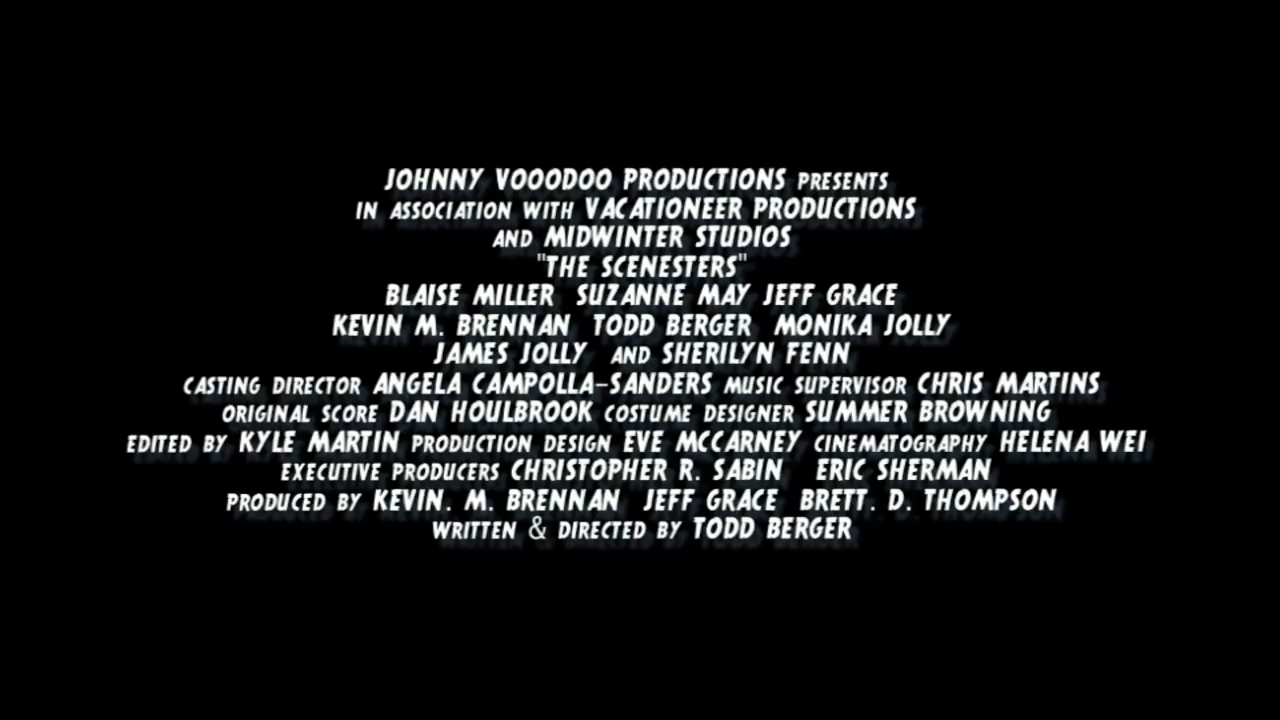 JOHNNY VOOODOO PRODUCTIONS PRESENTS
IN ASSOCIATION WITH VACATIONEER PRODUCTIONS
AND MIDWINTER STUDIOS
"THE SCENESTERS"
BLAISE MILLER SUZANNE MAY JEFF GRACE
KEVIN M. BRENNAN TODD BERGER MONIKA JOLLY
JAMES JOLLY AND SHERILYN FENN
CASTING DIRECTOR ANGELA CAMPOLLA-SANDERS MUSIC SUPERVISOR CHRIS MARTINS
ORIGINAL SCORE DAN HOULBROOK COSTUME DESIGNER SUMMER BROWNING
EDITED BY KYLE MARTIN PRODUCTION DESIGN EVE MCCARNEY CINEMATOGRAPHY HELENA WEI
EXECUTIVE PRODUCERS CHRISTOPHER R. SABIN ERIC SHERMAN
PRODUCED BY KEVIN. M. BRENNAN JEFF GRACE BRETT. D. THOMPSON
WRITTEN & DIRECTED BY TODD BERGER